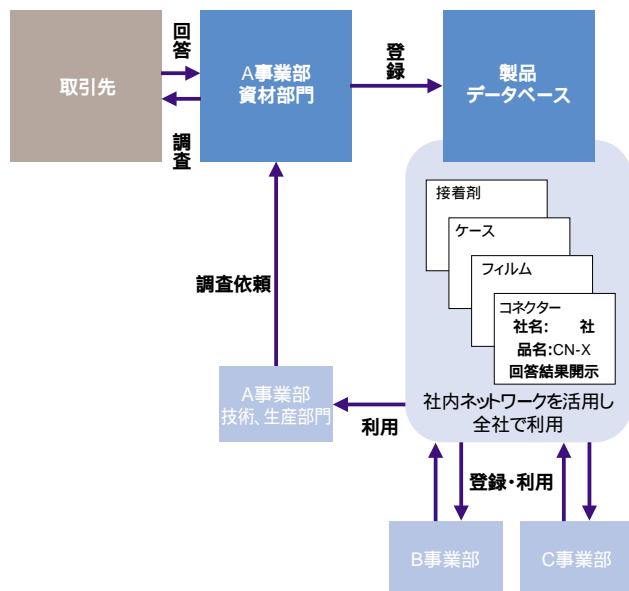 回答
取引先
A事業部
資材部門
登録
製品
データベース
調査
接着剤
ケース
フィルム
コネクター
社名:　　社
品名:CN-X
回答結果開示
調査依頼
A事業部
技術、生産部門
利用
社内ネットワークを活用し
全社で利用
登録・利用
B事業部
C事業部